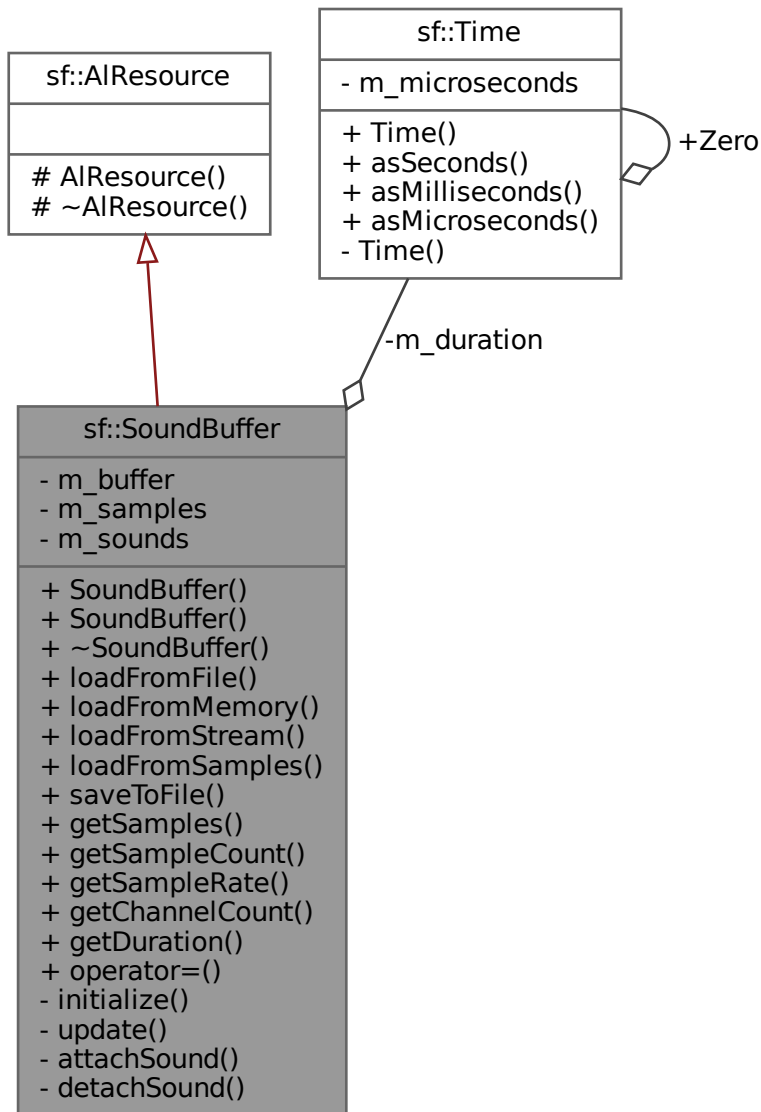 sf::AlResource
# AlResource()
# ~AlResource()
sf::Time
- m_microseconds
+ Time()
+ asSeconds()
+ asMilliseconds()
+ asMicroseconds()
- Time()
+Zero
-m_duration
sf::SoundBuffer
- m_buffer
- m_samples
- m_sounds
+ SoundBuffer()
+ SoundBuffer()
+ ~SoundBuffer()
+ loadFromFile()
+ loadFromMemory()
+ loadFromStream()
+ loadFromSamples()
+ saveToFile()
+ getSamples()
+ getSampleCount()
+ getSampleRate()
+ getChannelCount()
+ getDuration()
+ operator=()
- initialize()
- update()
- attachSound()
- detachSound()